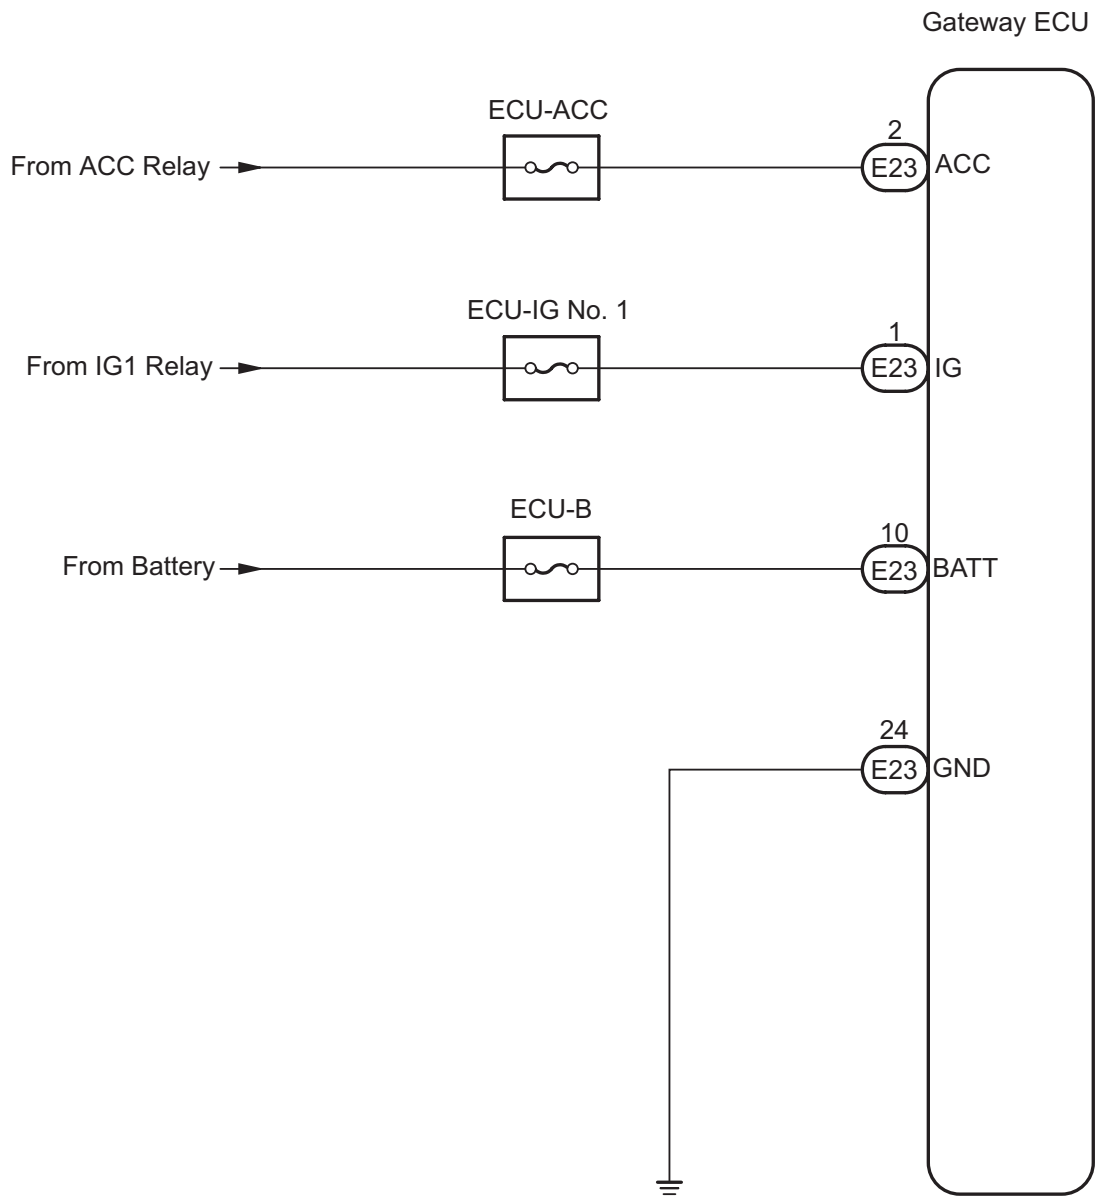 Gateway ECU
ECU-ACC
2
From ACC Relay
E23
ACC
ECU-IG No. 1
1
From IG1 Relay
E23
IG
ECU-B
10
From Battery
E23
BATT
24
E23
GND